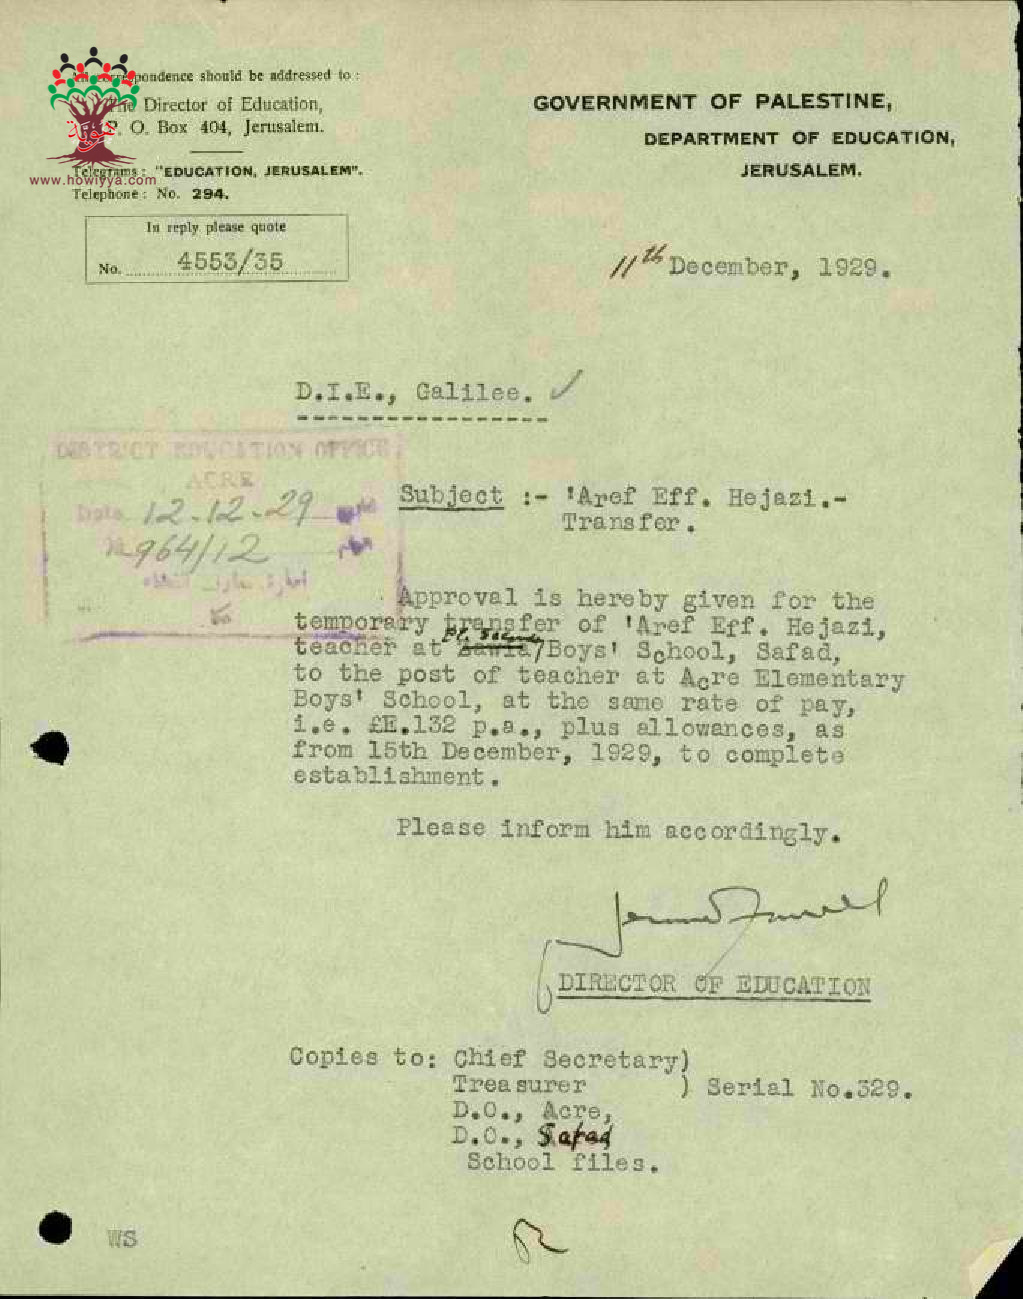 pondence should be addressed to :
The Director of Education,
P. O. Box 404, Jerusalem.
Telegrams : "EDUCATION, JERUSALEM".
www.howiyya.com
Telephone : No. 294.
In reply please quote
No. 4553/35
GOVERNMENT OF PALESTINE,
DEPARTMENT OF EDUCATION,
JERUSALEM.
11th December, 1929.
D.I.E., Galilee.
DISTRICT EDUCATION OFFICE
ACRE
Date 12-12-29
964/12
Subject :- 'Aref Eff. Hejazi.-
Transfer.
Approval is hereby given for the
temporary transfer of 'Aref Eff. Hejazi,
teacher at Boys' School, Safad,
to the post of teacher at Acre Elementary
Boys' School, at the same rate of pay,
i.e. £E.132 p.a., plus allowances, as
from 15th December, 1929, to complete
establishment.
Please inform him accordingly.
DIRECTOR OF EDUCATION
Copies to: Chief Secretary)
Treasurer ) Serial No.329.
D.O., Acre,
D.O., Safad
School files.
WS